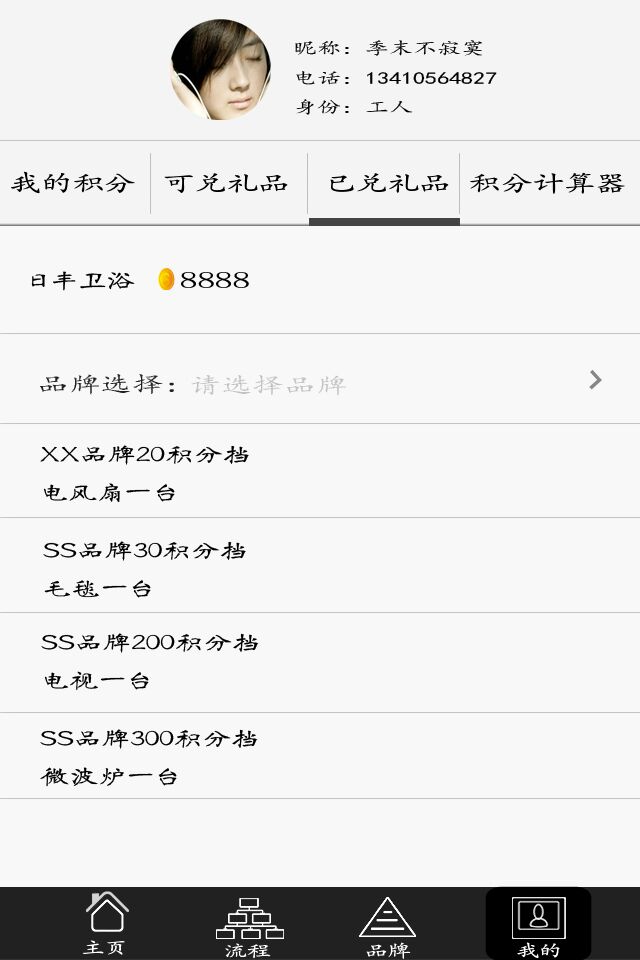 昵称：季末不寂寞
电话：13410564827
身份：工人
我的积分 可兑礼品 已兑礼品 积分计算器
日丰卫浴 8888
品牌选择：请选择品牌
XX品牌20积分挡
电风扇一台
SS品牌30积分挡
毛毯一台
SS品牌200积分挡
电视一台
SS品牌300积分挡
微波炉一台
主页 流程 品牌 我的